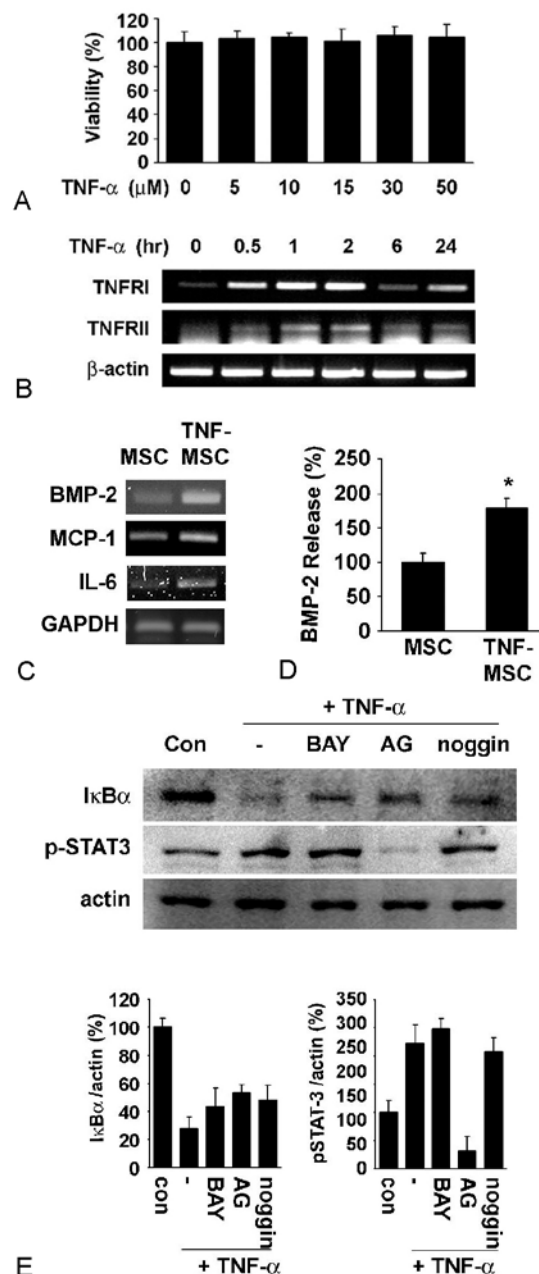 Viability (%)
120
100
80
60
40
20
0
TNF-α (μM) 0 5 10 15 30 50
A
TNF-α (hr) 0 0.5 1 2 6 24
TNFRI
TNFRII
β-actin
B
MSC TNF-MSC
BMP-2
MCP-1
IL-6
GAPDH
C
BMP-2 Release (%)
250
200
150
100
50
0
*
MSC TNF-MSC
D
+ TNF-α
Con - BAY AG noggin
IκBα
p-STAT3
actin
IκBα/actin (%)
120
100
80
60
40
20
0
con - BAY AG noggin
+ TNF-α
pSTAT-3/actin (%)
350
300
250
150
100
50
0
con - BAY AG noggin
+ TNF-α
E